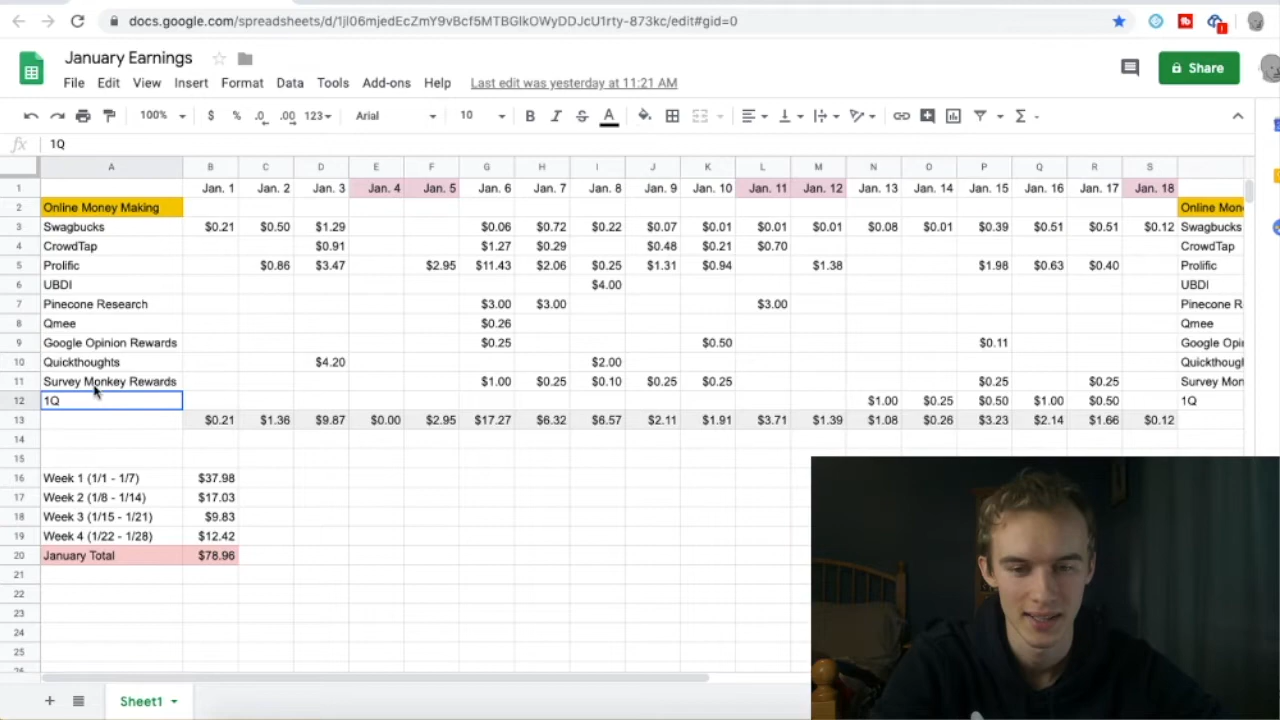 docs.google.com/spreadsheets/d/1jl06mjedEcZmY9vBcf5MTBGlkOWyDDJcU1rty-873kc/edit#gid=0
January Earnings
File Edit View Insert Format Data Tools Add-ons Help Last edit was yesterday at 11:21 AM
Share
100% $ % .0 .00 123 Arial 10 B I S A
fx 1Q
A B C D E F G H I J K L M N O P Q R S
1 Jan. 1 Jan. 2 Jan. 3 Jan. 4 Jan. 5 Jan. 6 Jan. 7 Jan. 8 Jan. 9 Jan. 10 Jan. 11 Jan. 12 Jan. 13 Jan. 14 Jan. 15 Jan. 16 Jan. 17 Jan. 18
2 Online Money Making Online Mon
3 Swagbucks $0.21 $0.50 $1.29 $0.06 $0.72 $0.22 $0.07 $0.01 $0.01 $0.01 $0.08 $0.01 $0.39 $0.51 $0.51 $0.12 Swagbucks
4 CrowdTap $0.91 $1.27 $0.29 $0.48 $0.21 $0.70 CrowdTap
5 Prolific $0.86 $3.47 $2.95 $11.43 $2.06 $0.25 $1.31 $0.94 $1.38 $1.98 $0.63 $0.40 Prolific
6 UBDI $4.00 UBDI
7 Pinecone Research $3.00 $3.00 $3.00 Pinecone R
8 Qmee $0.26 Qmee
9 Google Opinion Rewards $0.25 $0.50 $0.11 Google Opi
10 Quickthoughts $4.20 $2.00 Quickthough
11 Survey Monkey Rewards $1.00 $0.25 $0.10 $0.25 $0.25 $0.25 $0.25 Survey Mon
12 1Q $1.00 $0.25 $0.50 $1.00 $0.50 1Q
13 $0.21 $1.36 $9.87 $0.00 $2.95 $17.27 $6.32 $6.57 $2.11 $1.91 $3.71 $1.39 $1.08 $0.26 $3.23 $2.14 $1.66 $0.12
14
15
16 Week 1 (1/1 - 1/7) $37.98
17 Week 2 (1/8 - 1/14) $17.03
18 Week 3 (1/15 - 1/21) $9.83
19 Week 4 (1/22 - 1/28) $12.42
20 January Total $78.96
21
22
23
24
25
26
Sheet1